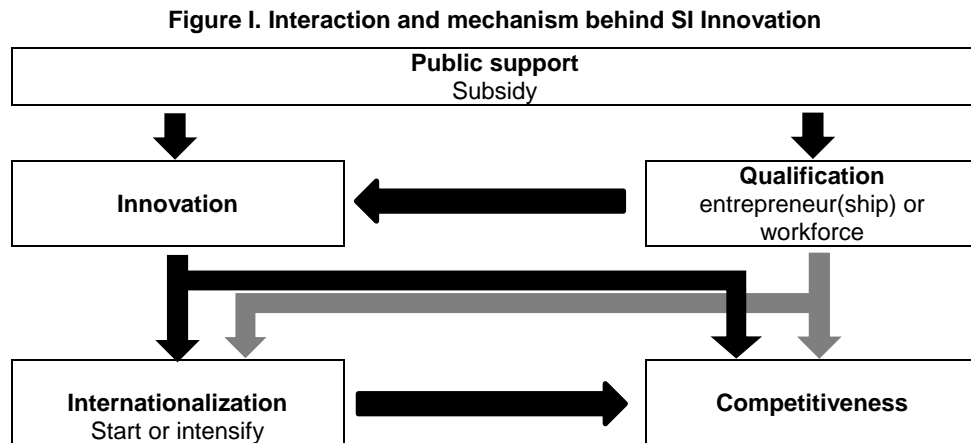 Figure I. Interaction and mechanism behind SI Innovation
Public support
Subsidy
Innovation
Qualification
entrepreneur(ship) or
workforce
Internationalization
Start or intensify
Competitiveness